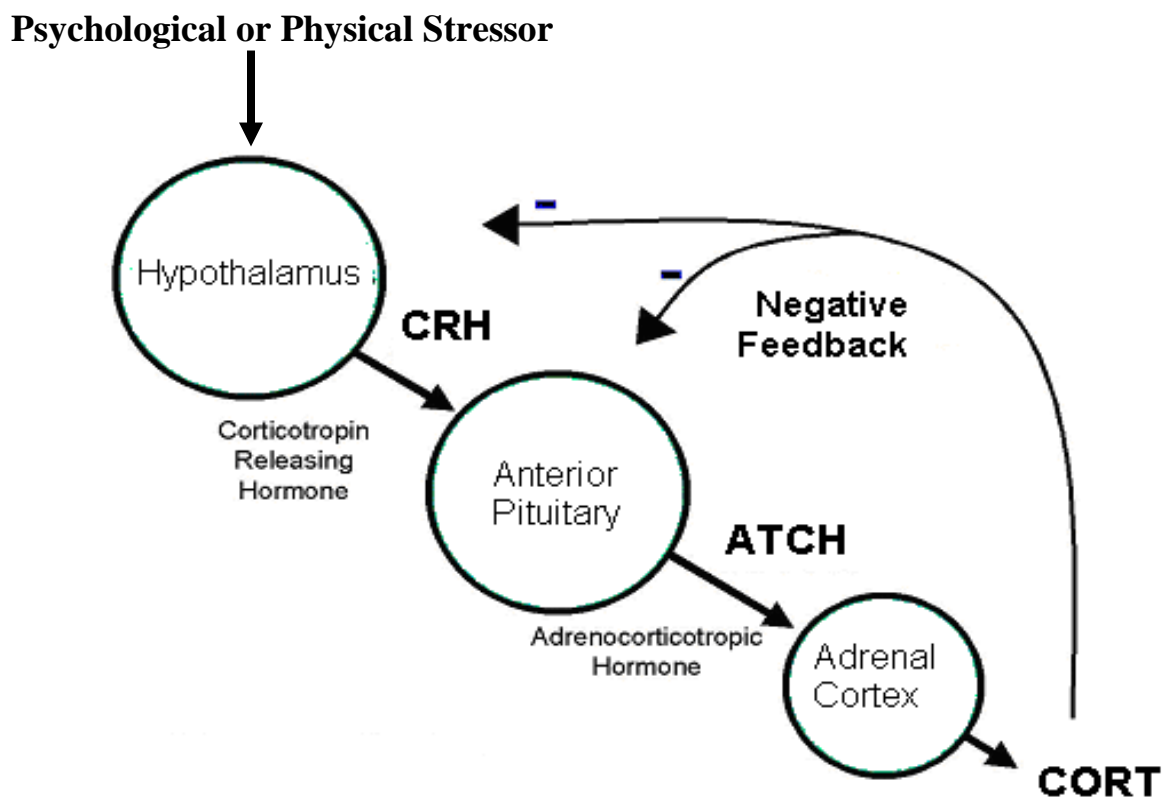 Psychological or Physical Stressor
-
-
Hypothalamus
Negative
Feedback
CRH
Corticotropin
Releasing
Hormone
Anterior
Pituitary
ATCH
Adrenocorticotropic
Hormone
Adrenal
Cortex
CORT